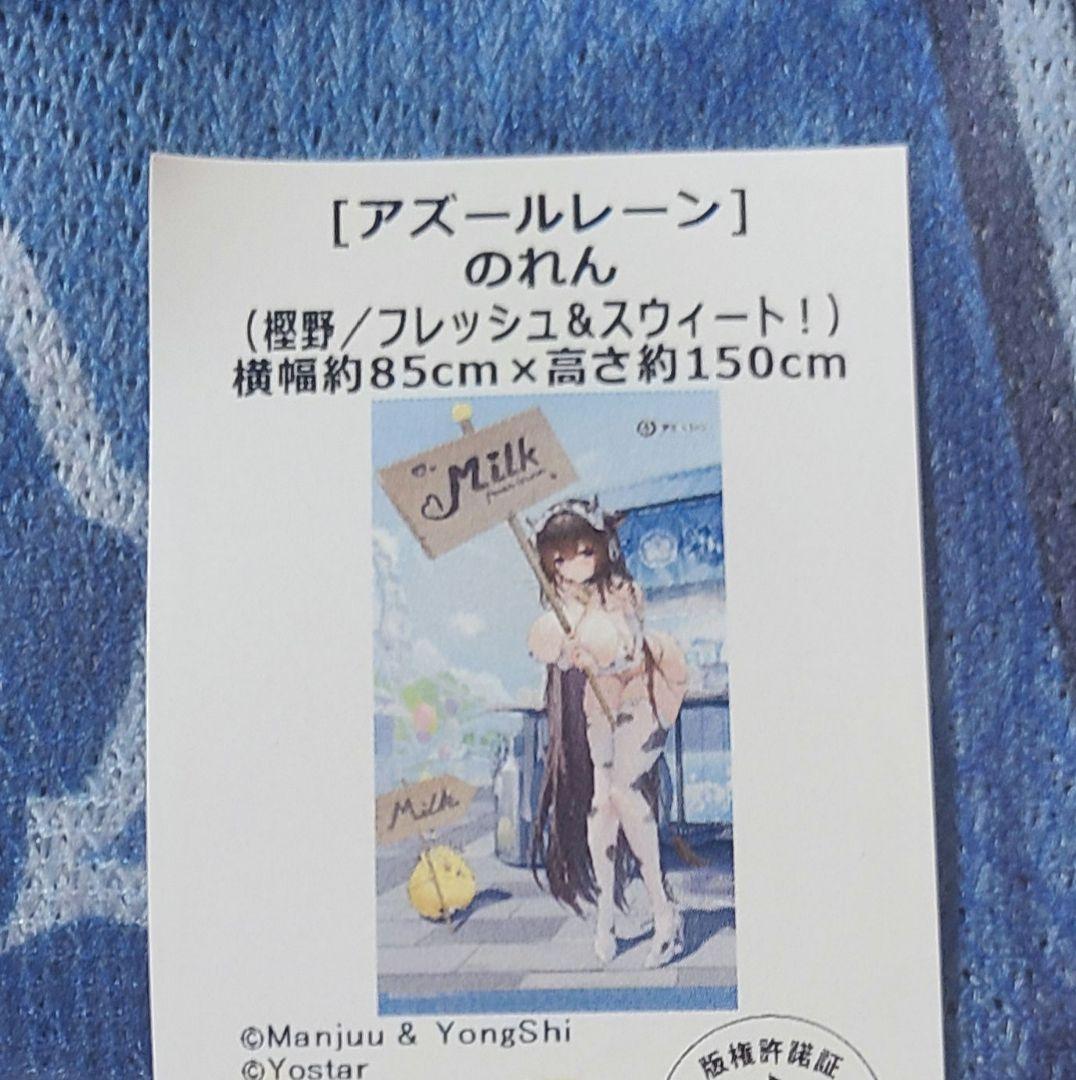 [アズールレーン]
のれん
(樫野／フレッシュ&スウィート！)
横幅約85cm×高さ約150cm
Milk
Milk
©Manjuu & YongShi
©Yostar
版権許諾証